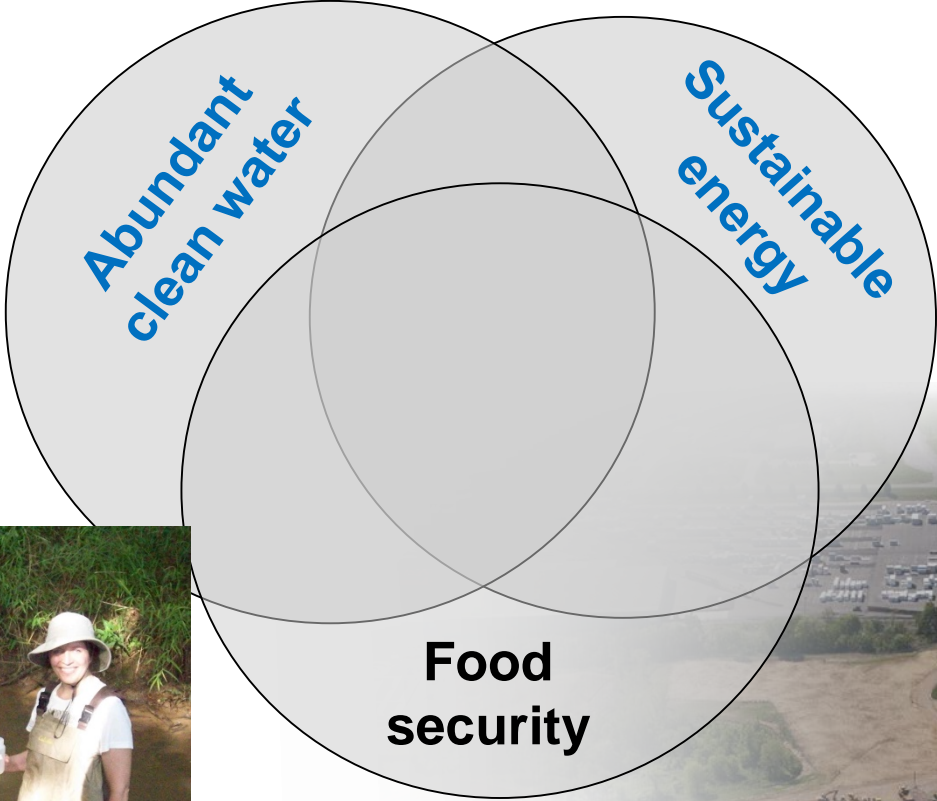 Abundant
clean water
Sustainable
energy
Food
security